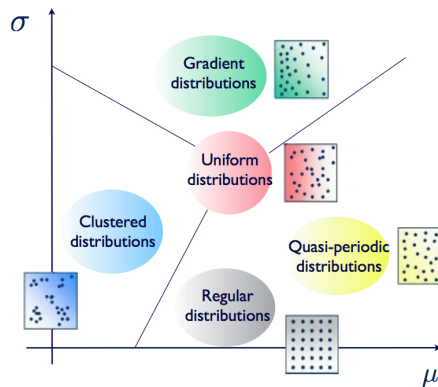 σ
Gradient
distributions
Uniform
distributions
Clustered
distributions
Quasi-periodic
distributions
Regular
distributions
μ